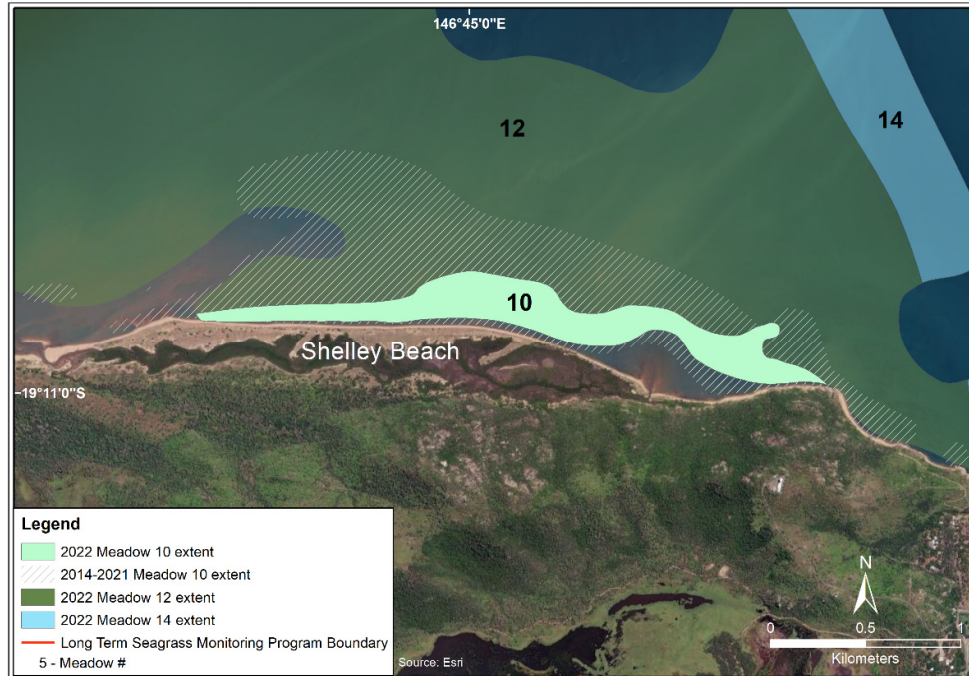 146°45'0"E
14
12
10
Shelley Beach
−19°11'0"S
Legend
2022 Meadow 10 extent
2014-2021 Meadow 10 extent
2022 Meadow 12 extent
2022 Meadow 14 extent
Long Term Seagrass Monitoring Program Boundary
5 - Meadow #
Source: Esri
N
0 0.5 1
Kilometers